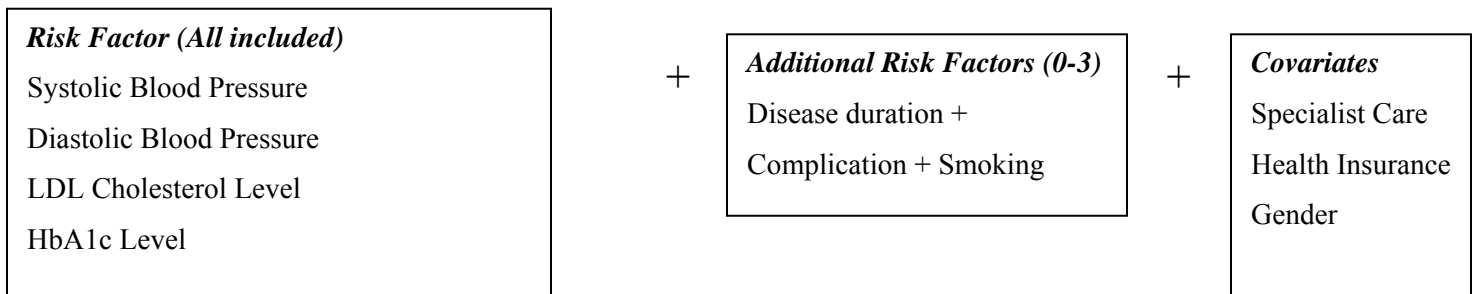 Risk Factor (All included)
Systolic Blood Pressure
Diastolic Blood Pressure
LDL Cholesterol Level
HbA1c Level
+
Additional Risk Factors (0-3)
Disease duration +
Complication + Smoking
+
Covariates
Specialist Care
Health Insurance
Gender